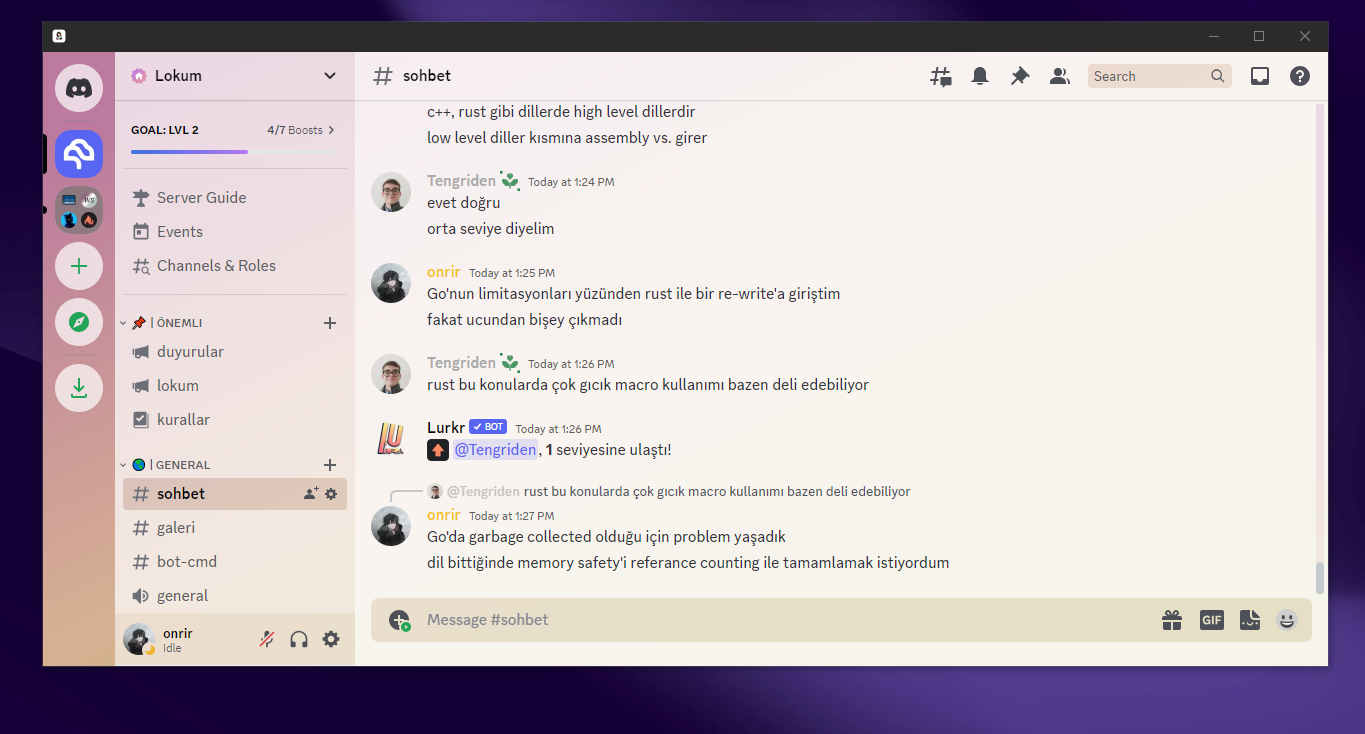 Lokum
# sohbet
Search
GOAL: LVL 2
4/7 Boosts
Server Guide
Events
Channels & Roles
| ÖNEMLI
duyurular
lokum
kurallar
| GENERAL
sohbet
galeri
bot-cmd
general
onrir
Idle
c++, rust gibi dillerde high level dillerdir
low level diller kısmına assembly vs. girer
Tengriden Today at 1:24 PM
evet doğru
orta seviye diyelim
onrir Today at 1:25 PM
Go'nun limitasyonları yüzünden rust ile bir re-write'a giriştim
fakat ucundan bişey çıkmadı
Tengriden Today at 1:26 PM
rust bu konularda çok gıcık macro kullanımı bazen deli edebiliyor
LU
Lurkr ✓ BOT Today at 1:26 PM
@Tengriden, 1 seviyesine ulaştı!
@Tengriden rust bu konularda çok gıcık macro kullanımı bazen deli edebiliyor
onrir Today at 1:27 PM
Go'da garbage collected olduğu için problem yaşadık
dil bittiğinde memory safety'i referance counting ile tamamlamak istiyordum
Message #sohbet
GIF